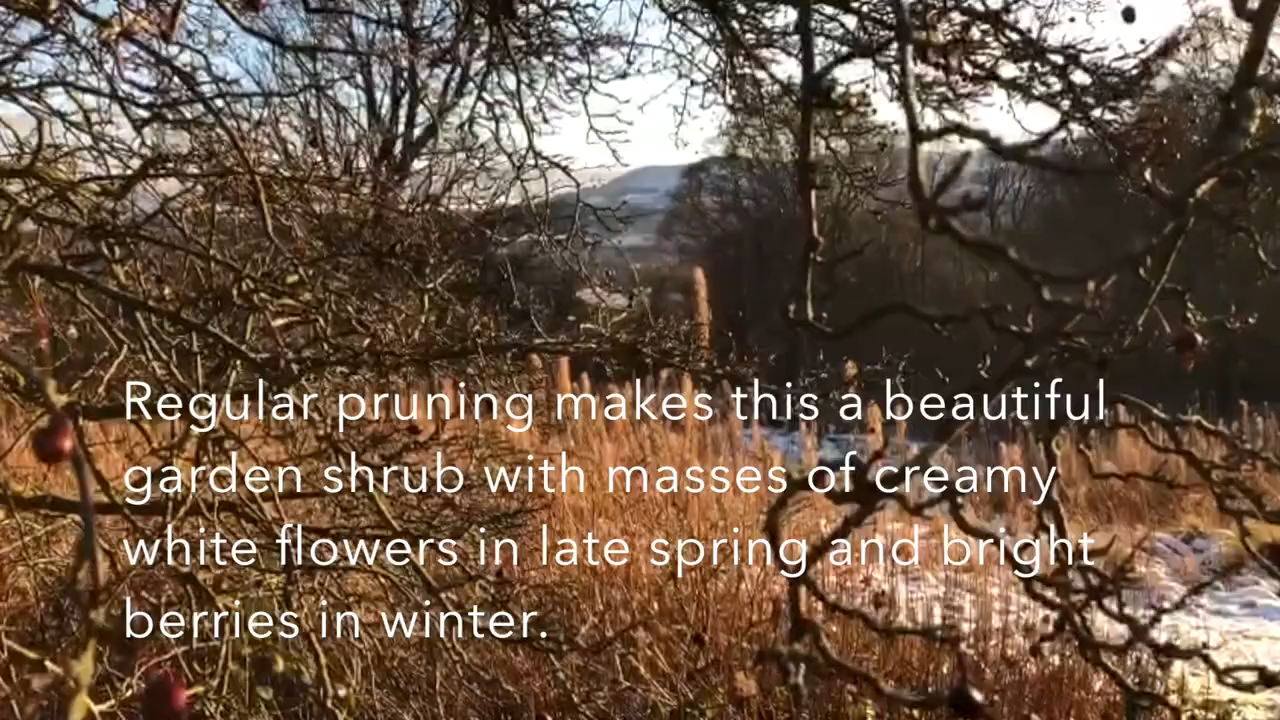 Regular pruning makes this a beautiful
garden shrub with masses of creamy
white flowers in late spring and bright
berries in winter.